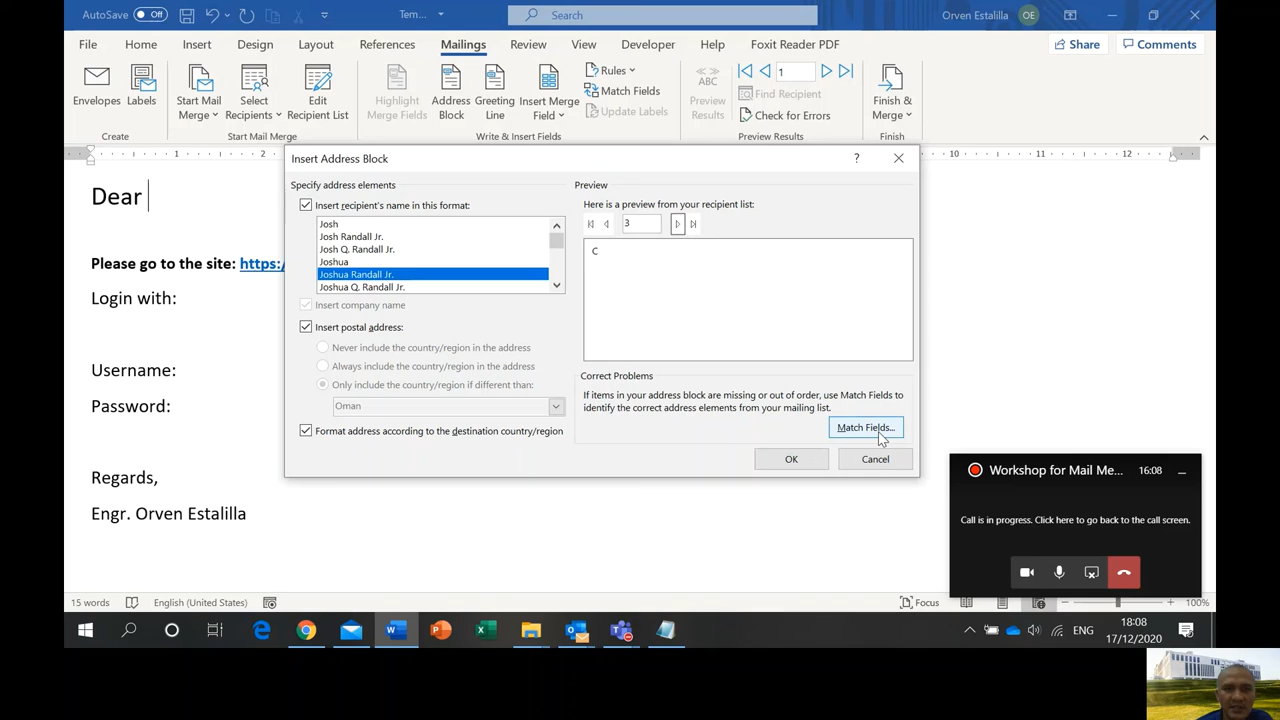 AutoSave Off Tem... Search Orven Estalilla OE
File Home Insert Design Layout References Mailings Review View Developer Help Foxit Reader PDF Share Comments
Envelopes Labels
Create
Start Mail Merge Select Recipients Edit Recipient List
Start Mail Merge
Highlight Merge Fields Address Block Greeting Line Insert Merge Field
Rules
Match Fields
Update Labels
Write & Insert Fields
ABC
Preview Results
1
Find Recipient
Check for Errors
Preview Results
Finish & Merge
Finish
1 2 10 11 12
Dear
Please go to the site: https:/
Login with:
Username:
Password:
Regards,
Engr. Orven Estalilla
Insert Address Block ?
Specify address elements
Insert recipient's name in this format:
Josh
Josh Randall Jr.
Josh Q. Randall Jr.
Joshua
Joshua Randall Jr.
Joshua Q. Randall Jr.
Insert company name
Insert postal address:
Never include the country/region in the address
Always include the country/region in the address
Only include the country/region if different than:
Oman
Format address according to the destination country/region
Preview
Here is a preview from your recipient list:
3
C
Correct Problems
If items in your address block are missing or out of order, use Match Fields to
identify the correct address elements from your mailing list.
Match Fields...
OK Cancel
Workshop for Mail Me... 16:08
Call is in progress. Click here to go back to the call screen.
15 words English (United States) Focus 100%
ENG
18:08
17/12/2020